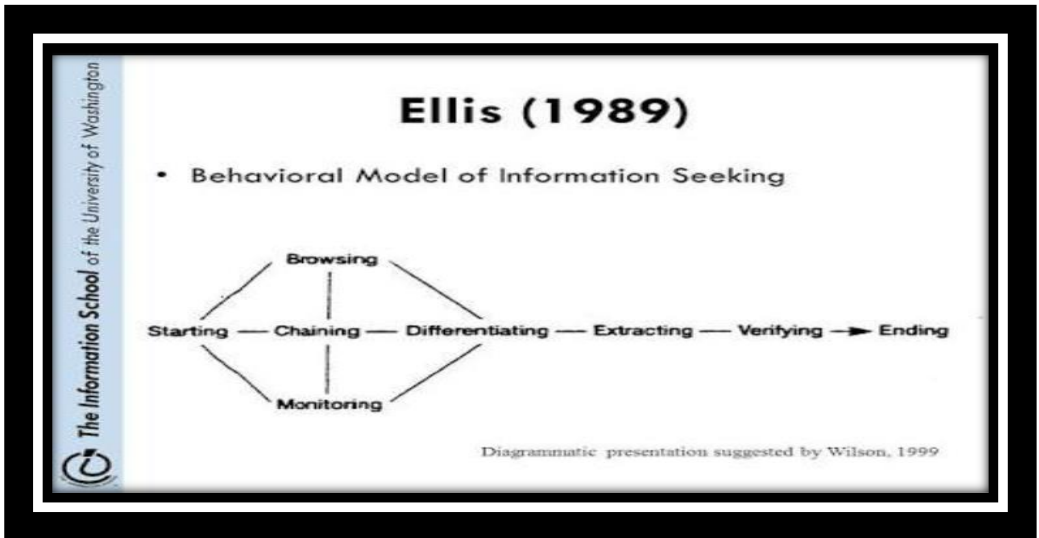 The Information School of the University of Washington
Ellis (1989)
• Behavioral Model of Information Seeking
Browsing
Starting Chaining Differentiating Extracting Verifying Ending
Monitoring
Diagrammatic presentation suggested by Wilson, 1999